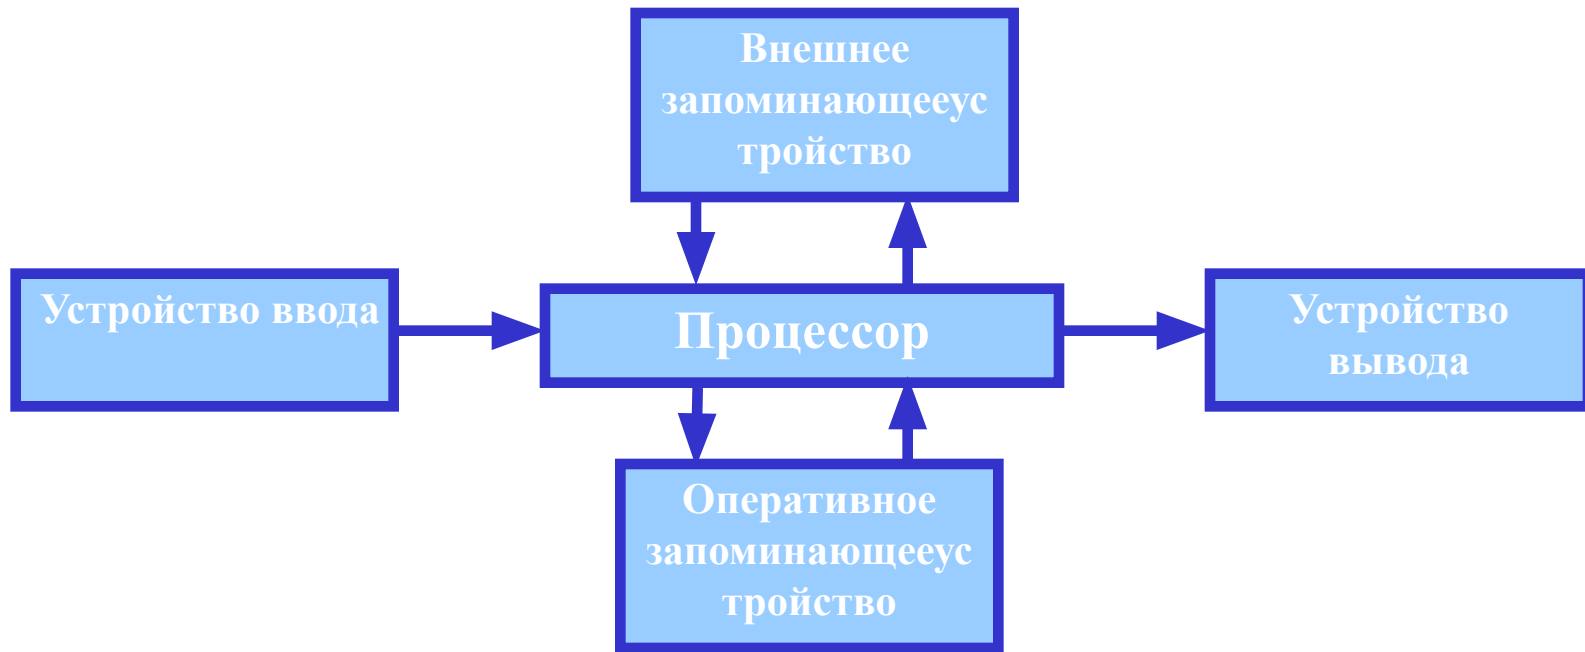 Внешнее
запоминающееус
тройство
Устройство ввода
Процессор
Устройство
вывода
Оперативное
запоминающееус
тройство